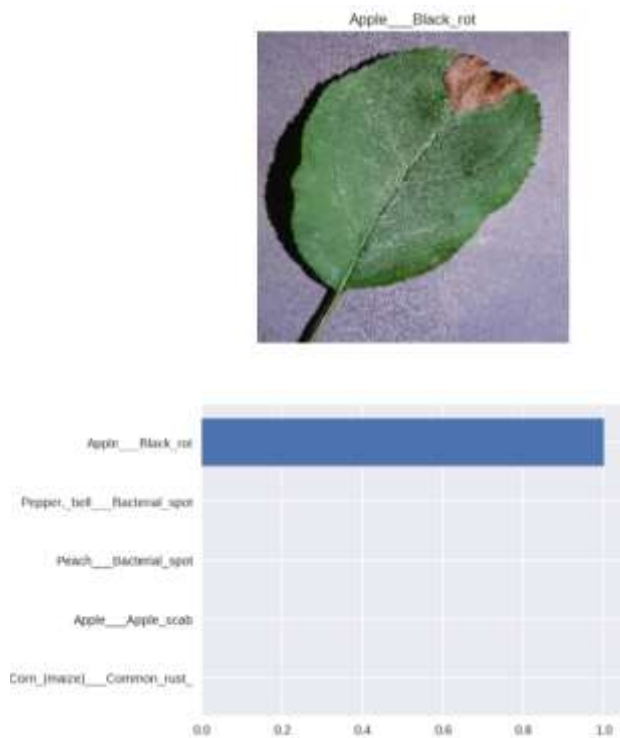 Apple___Black_rot
Apple___Black_rot
Pepper,_bell___Bacterial_spot
Peach___Bacterial_spot
Apple___Apple_scab
Corn_(maize)___Common_rust_
0.0 0.2 0.4 0.6 0.8 1.0